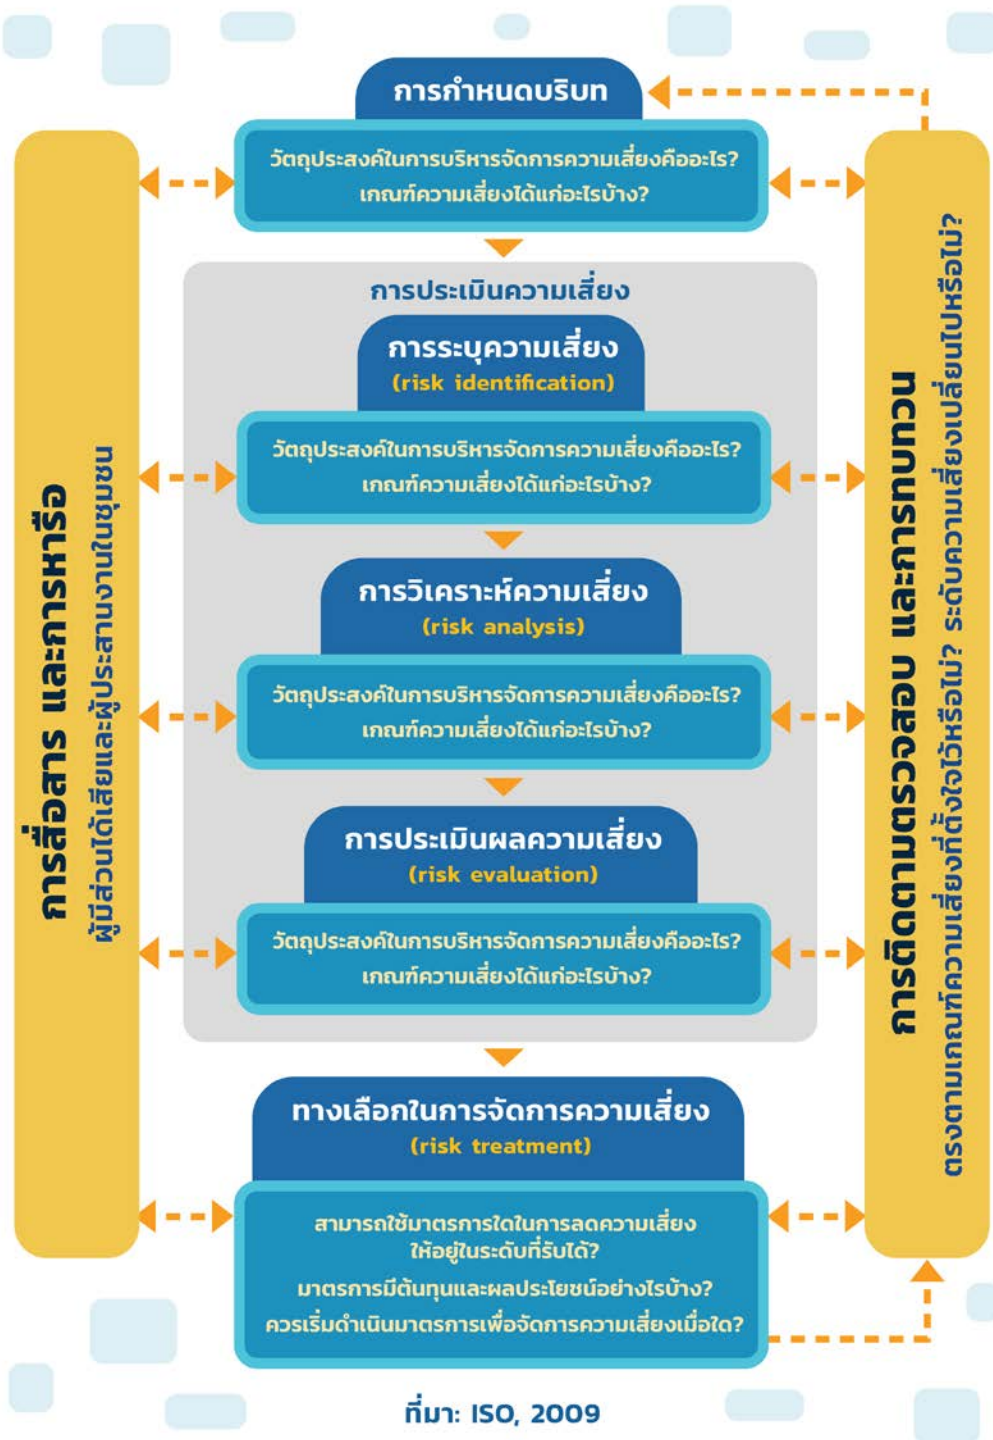 การกำหนดบริบท
วัตถุประสงค์ในการบริหารจัดการความเสี่ยงคืออะไร?
เกณฑ์ความเสี่ยงได้แก่อะไรบ้าง?
การประเมินความเสี่ยง
การระบุความเสี่ยง
(risk identification)
วัตถุประสงค์ในการบริหารจัดการความเสี่ยงคืออะไร?
เกณฑ์ความเสี่ยงได้แก่อะไรบ้าง?
การวิเคราะห์ความเสี่ยง
(risk analysis)
วัตถุประสงค์ในการบริหารจัดการความเสี่ยงคืออะไร?
เกณฑ์ความเสี่ยงได้แก่อะไรบ้าง?
การประเมินผลความเสี่ยง
(risk evaluation)
วัตถุประสงค์ในการบริหารจัดการความเสี่ยงคืออะไร?
เกณฑ์ความเสี่ยงได้แก่อะไรบ้าง?
ทางเลือกในการจัดการความเสี่ยง
(risk treatment)
สามารถใช้มาตรการใดในการลดความเสี่ยง
ให้อยู่ในระดับที่รับได้?
มาตรการมีต้นทุนและผลประโยชน์อย่างไรบ้าง?
ควรเริ่มดำเนินมาตรการเพื่อจัดการความเสี่ยงเมื่อใด?
การสื่อสาร และการหารือ
ผู้มีส่วนได้เสียและผู้ประสานงานในชุมชน
การติดตามตรวจสอบ และการทบทวน
ตรงตามเกณฑ์ความเสี่ยงที่ตั้งใจไว้หรือไม่? ระดับความเสี่ยงเปลี่ยนไปหรือไม่?
ที่มา: ISO, 2009